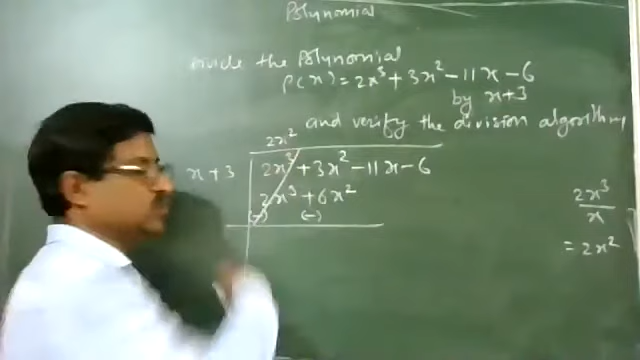 Polynomial
Divide the Polynomial
P(x) = 2x³ + 3x² - 11x - 6
by x+3
and verify the division algorithm,
2x²
x + 3
2x³ + 3x² - 11x - 6
2x³ + 6x²
(-) (-)
2x³
x
= 2x²